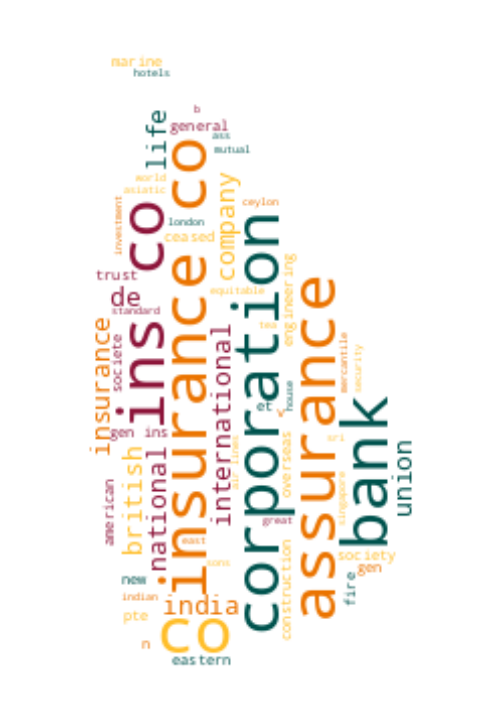 marine
hotels
b
life
general
ass
mutual
insurance co
world
asiatic
company
investment
ins co
ceylon
london
ceased
corporation
trust
de
standard
equitable
engineering
assurance
tea
insurance
societe
international
mercantile
security
et
house
v
bank
gen ins
british
national
air lines
overseas
sri
union
american
singapore
great
east
construction
society
gen
sons
new
fire
indian
india
pte
co
n
eastern